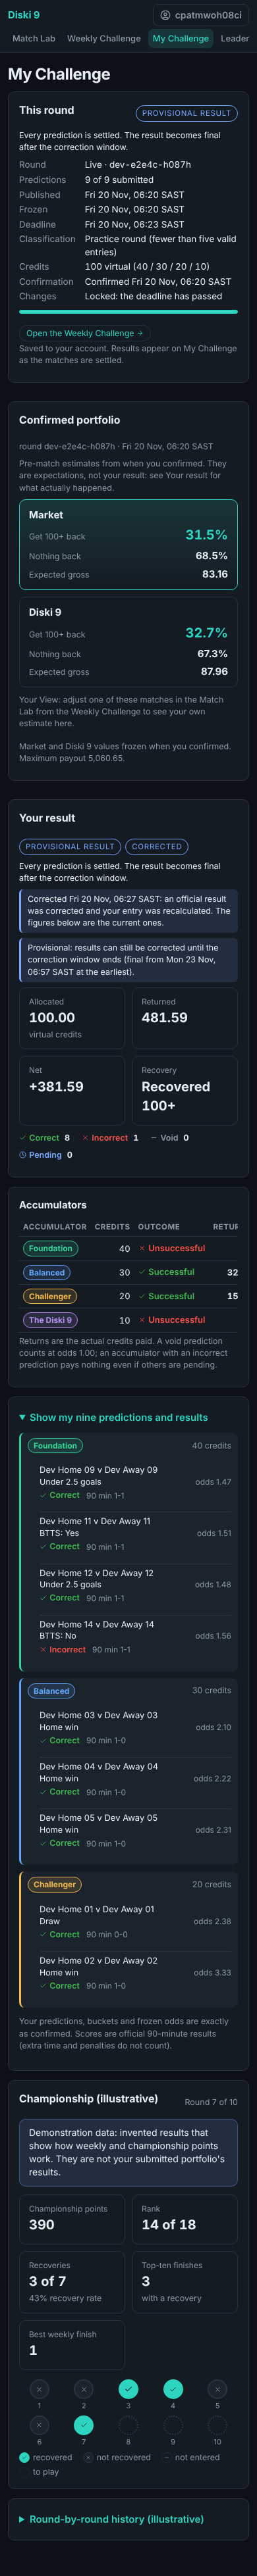 Diski 9
cpatmwoh08ci
Match Lab Weekly Challenge My Challenge Leader
My Challenge
This round
PROVISIONAL RESULT
Every prediction is settled. The result becomes final
after the correction window.
Round Live · dev-e2e4c-h087h
Predictions 9 of 9 submitted
Published Fri 20 Nov, 06:20 SAST
Frozen Fri 20 Nov, 06:20 SAST
Deadline Fri 20 Nov, 06:23 SAST
Classification Practice round (fewer than five valid
entries)
Credits 100 virtual (40 / 30 / 20 / 10)
Confirmation Confirmed Fri 20 Nov, 06:20 SAST
Changes Locked: the deadline has passed
Open the Weekly Challenge →
Saved to your account. Results appear on My Challenge
as the matches are settled.
Confirmed portfolio
round dev-e2e4c-h087h · Fri 20 Nov, 06:20 SAST
Pre-match estimates from when you confirmed. They
are expectations, not your result: see Your result for
what actually happened.
Market
Get 100+ back 31.5%
Nothing back 68.5%
Expected gross 83.16
Diski 9
Get 100+ back 32.7%
Nothing back 67.3%
Expected gross 87.96
Your View: adjust one of these matches in the Match
Lab from the Weekly Challenge to see your own
estimate here.
Market and Diski 9 values frozen when you confirmed.
Maximum payout 5,060.65.
Your result
PROVISIONAL RESULT CORRECTED
Every prediction is settled. The result becomes final
after the correction window.
Corrected Fri 20 Nov, 06:27 SAST: an official result
was corrected and your entry was recalculated. The
figures below are the current ones.
Provisional: results can still be corrected until the
correction window ends (final from Mon 23 Nov,
06:57 SAST at the earliest).
Allocated
100.00
virtual credits
Returned
481.59
Net
+381.59
Recovery
Recovered
100+
Correct 8 Incorrect 1 Void 0
Pending 0
Accumulators
ACCUMULATOR CREDITS OUTCOME RETUR
Foundation 40 Unsuccessful
Balanced 30 Successful 32
Challenger 20 Successful 15
The Diski 9 10 Unsuccessful
Returns are the actual credits paid. A void prediction
counts at odds 1.00; an accumulator with an incorrect
prediction pays nothing even if others are pending.
Show my nine predictions and results
Foundation 40 credits
Dev Home 09 v Dev Away 09
Under 2.5 goals odds 1.47
Correct 90 min 1-1
Dev Home 11 v Dev Away 11
BTTS: Yes odds 1.51
Correct 90 min 1-1
Dev Home 12 v Dev Away 12
Under 2.5 goals odds 1.48
Correct 90 min 1-1
Dev Home 14 v Dev Away 14
BTTS: No odds 1.56
Incorrect 90 min 1-1
Balanced 30 credits
Dev Home 03 v Dev Away 03
Home win odds 2.10
Correct 90 min 1-0
Dev Home 04 v Dev Away 04
Home win odds 2.22
Correct 90 min 1-0
Dev Home 05 v Dev Away 05
Home win odds 2.31
Correct 90 min 1-0
Challenger 20 credits
Dev Home 01 v Dev Away 01
Draw odds 2.38
Correct 90 min 0-0
Dev Home 02 v Dev Away 02
Home win odds 3.33
Correct 90 min 1-0
Your predictions, buckets and frozen odds are exactly
as confirmed. Scores are official 90-minute results
(extra time and penalties do not count).
Championship (illustrative) Round 7 of 10
Demonstration data: invented results that
show how weekly and championship points
work. They are not your submitted portfolio's
results.
Championship points
390
Rank
14 of 18
Recoveries
3 of 7
43% recovery rate
Top-ten finishes
3
with a recovery
Best weekly finish
1
1 2 3 4 5
6 7 8 9 10
recovered not recovered not entered
to play
Round-by-round history (illustrative)